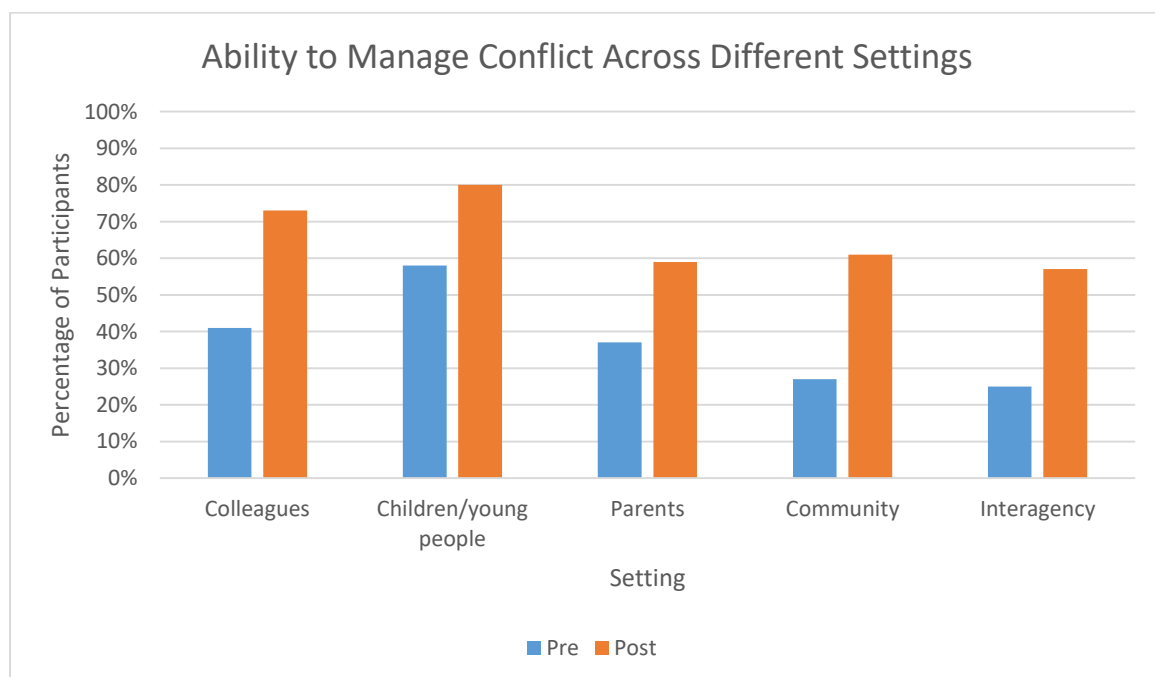 Ability to Manage Conflict Across Different Settings
Percentage of Participants
100%
90%
80%
70%
60%
50%
40%
30%
20%
10%
0%
Colleagues
Children/young
people
Parents
Community
Interagency
Setting
Pre
Post